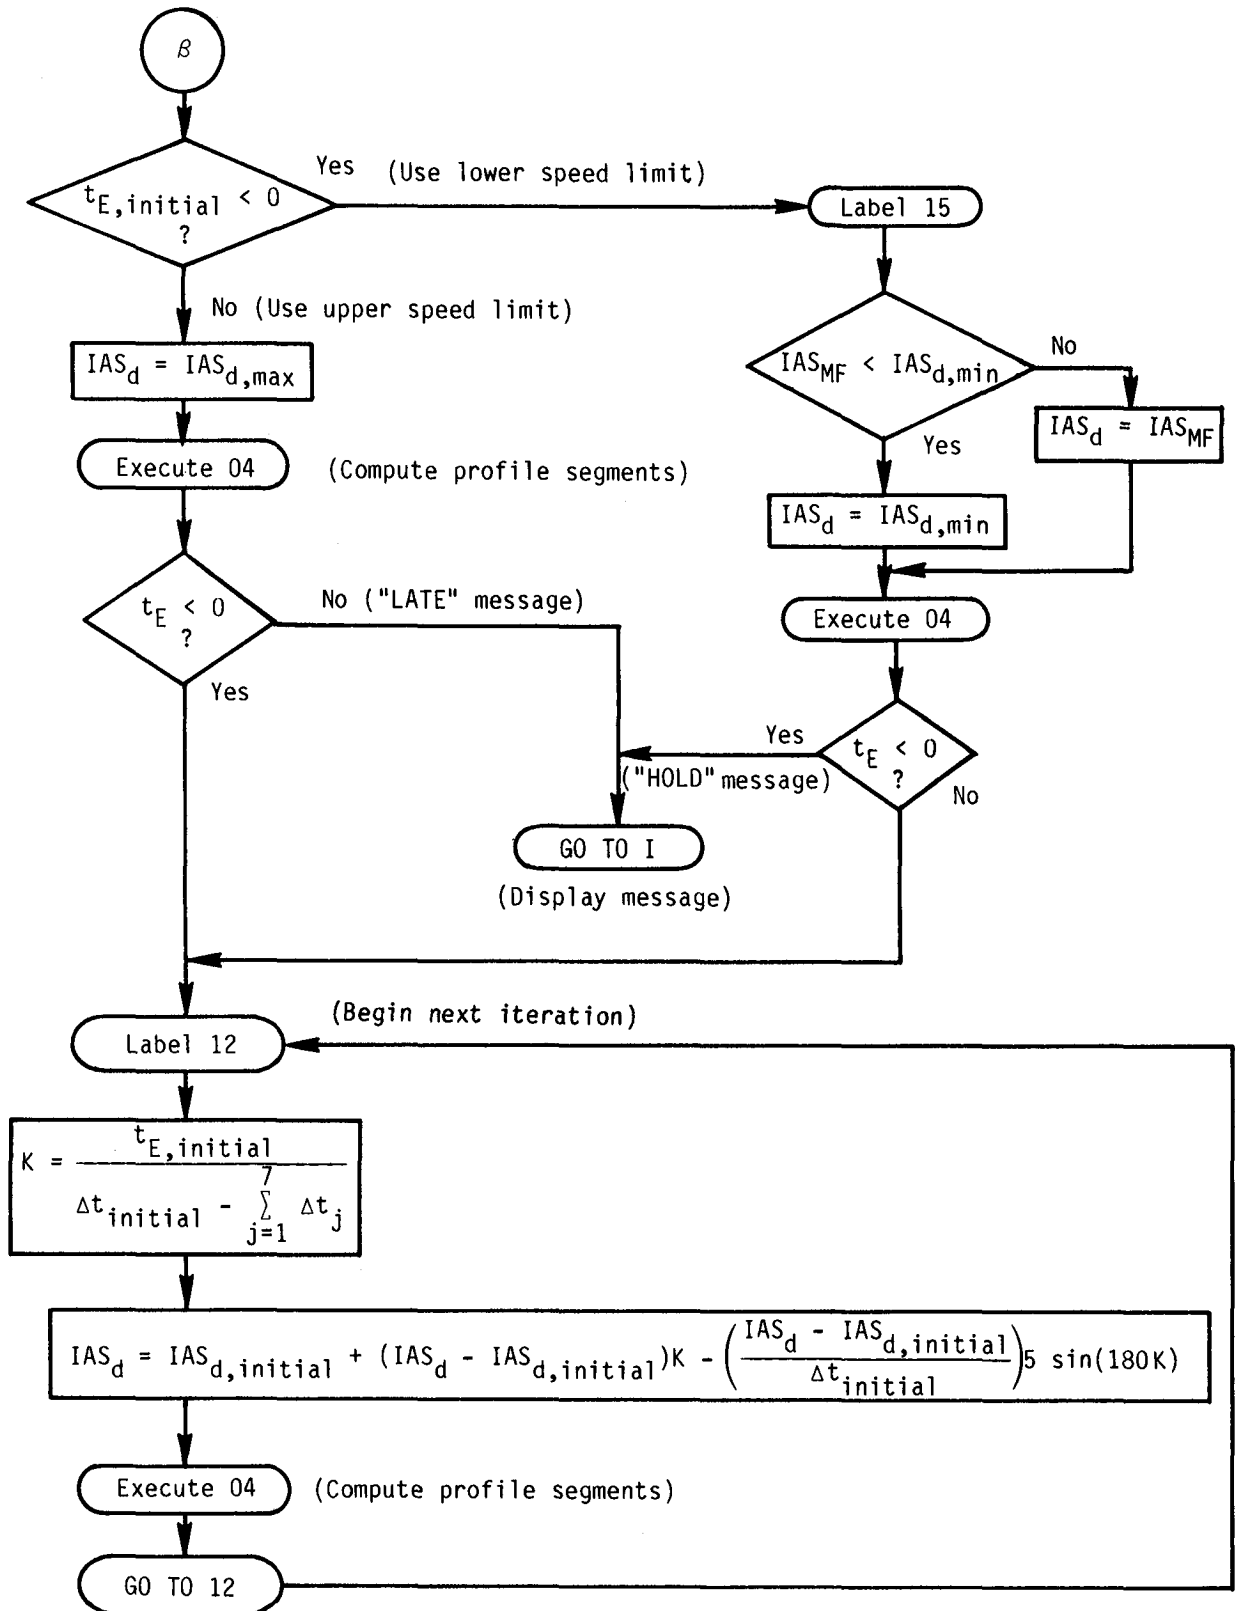 β
t_E,initial < 0
?
Yes (Use lower speed limit)
Label 15
No (Use upper speed limit)
IAS_d = IAS_d,max
IAS_MF < IAS_d,min
No
IAS_d = IAS_MF
Yes
Execute 04
(Compute profile segments)
IAS_d = IAS_d,min
t_E < 0
?
No ("LATE" message)
Yes
Execute 04
t_E < 0
?
Yes
("HOLD" message)
No
GO TO I
(Display message)
(Begin next iteration)
Label 12
K = t_E,initial / (Δt_initial - Σ_{j=1}^{7} Δt_j)
IAS_d = IAS_d,initial + (IAS_d - IAS_d,initial)K - ((IAS_d - IAS_d,initial) / Δt_initial)5 sin(180K)
Execute 04
(Compute profile segments)
GO TO 12